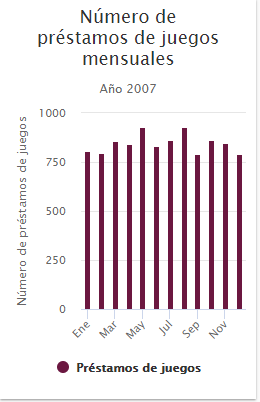 Número de
préstamos de juegos
mensuales
Año 2007
Número de préstamos de juegos
1000
750
500
250
0
Ene
Mar
May
Jul
Sep
Nov
Préstamos de juegos